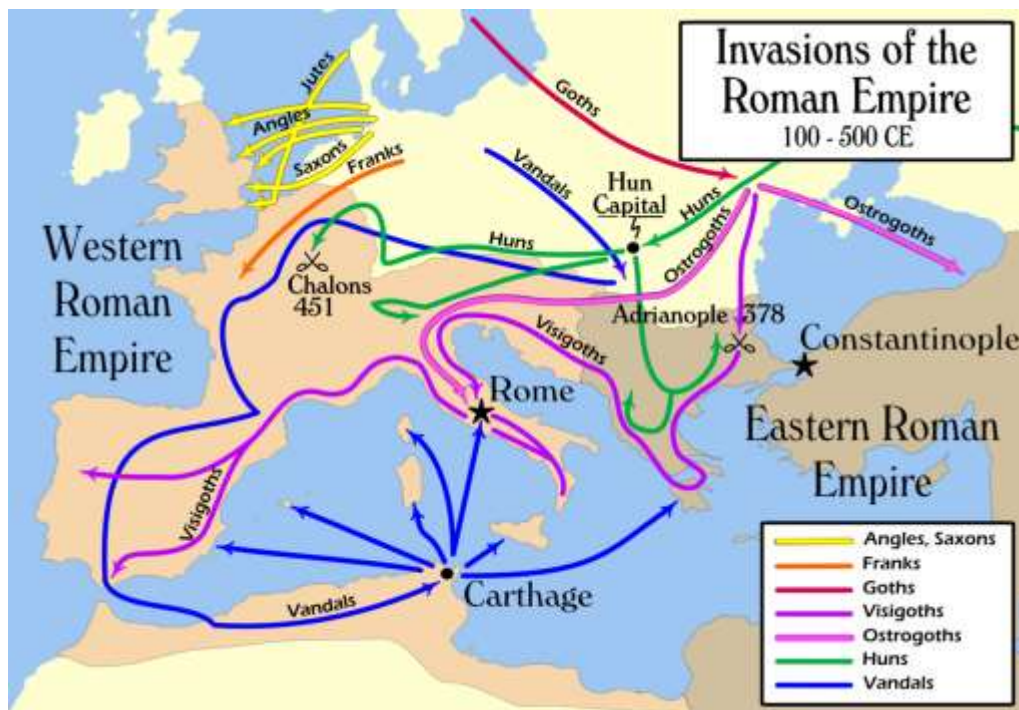 Invasions of the
Roman Empire
100 - 500 CE
Jutes
Angles
Saxons
Franks
Goths
Vandals
Hun
Capital
Huns
Ostrogoths
Ostrogoths
Huns
Western
Roman
Empire
Chalons
451
Adrianople 378
Visigoths
Constantinople
Rome
Eastern Roman
Empire
Visigoths
Carthage
Vandals
Angles, Saxons
Franks
Goths
Visigoths
Ostrogoths
Huns
Vandals